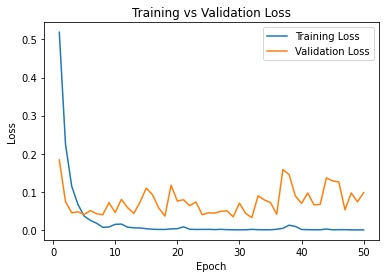 Training vs Validation Loss
Training Loss
Validation Loss
0.5
0.4
0.3
0.2
0.1
0.0
Loss
0 10 20 30 40 50
Epoch